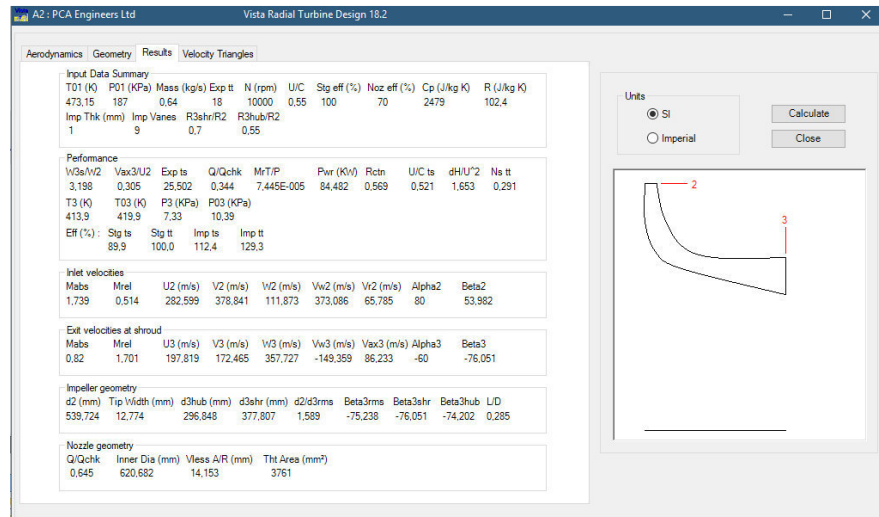 A2 : PCA Engineers Ltd Vista Radial Turbine Design 18.2
Aerodynamics Geometry Results Velocity Triangles
Input Data Summary
T01 (K) P01 (KPa) Mass (kg/s) Exp tt N (rpm) U/C Stg eff (%) Noz eff (%) Cp (J/kg K) R (J/kg K)
473,15 187 0,64 18 10000 0,55 100 70 2479 102,4
Imp Thk (mm) Imp Vanes R3shr/R2 R3hub/R2
1 9 0,7 0,55
Performance
W3s/W2 Vax3/U2 Exp ts Q/Qchk MrT/P Pwr (KW) Rctn U/C ts dH/U^2 Ns tt
3,198 0,305 25,502 0,344 7,445E-005 84,482 0,569 0,521 1,653 0,291
T3 (K) T03 (K) P3 (KPa) P03 (KPa)
413,9 419,9 7,33 10,39
Eff (%) : Stg ts Stg tt Imp ts Imp tt
89,9 100,0 112,4 129,3
Inlet velocities
Mabs Mrel U2 (m/s) V2 (m/s) W2 (m/s) Vw2 (m/s) Vr2 (m/s) Alpha2 Beta2
1,739 0,514 282,599 378,841 111,873 373,086 65,785 80 53,982
Exit velocities at shroud
Mabs Mrel U3 (m/s) V3 (m/s) W3 (m/s) Vw3 (m/s) Vax3 (m/s) Alpha3 Beta3
0,82 1,701 197,819 172,465 357,727 -149,359 86,233 -60 -76,051
Impeller geometry
d2 (mm) Tip Width (mm) d3hub (mm) d3shr (mm) d2/d3rms Beta3rms Beta3shr Beta3hub L/D
539,724 12,774 296,848 377,807 1,589 -75,238 -76,051 -74,202 0,285
Nozzle geometry
Q/Qchk Inner Dia (mm) Vless A/R (mm) Tht Area (mm²)
0,645 620,682 14,153 3761
Units
SI
Imperial
Calculate
Close
2
3